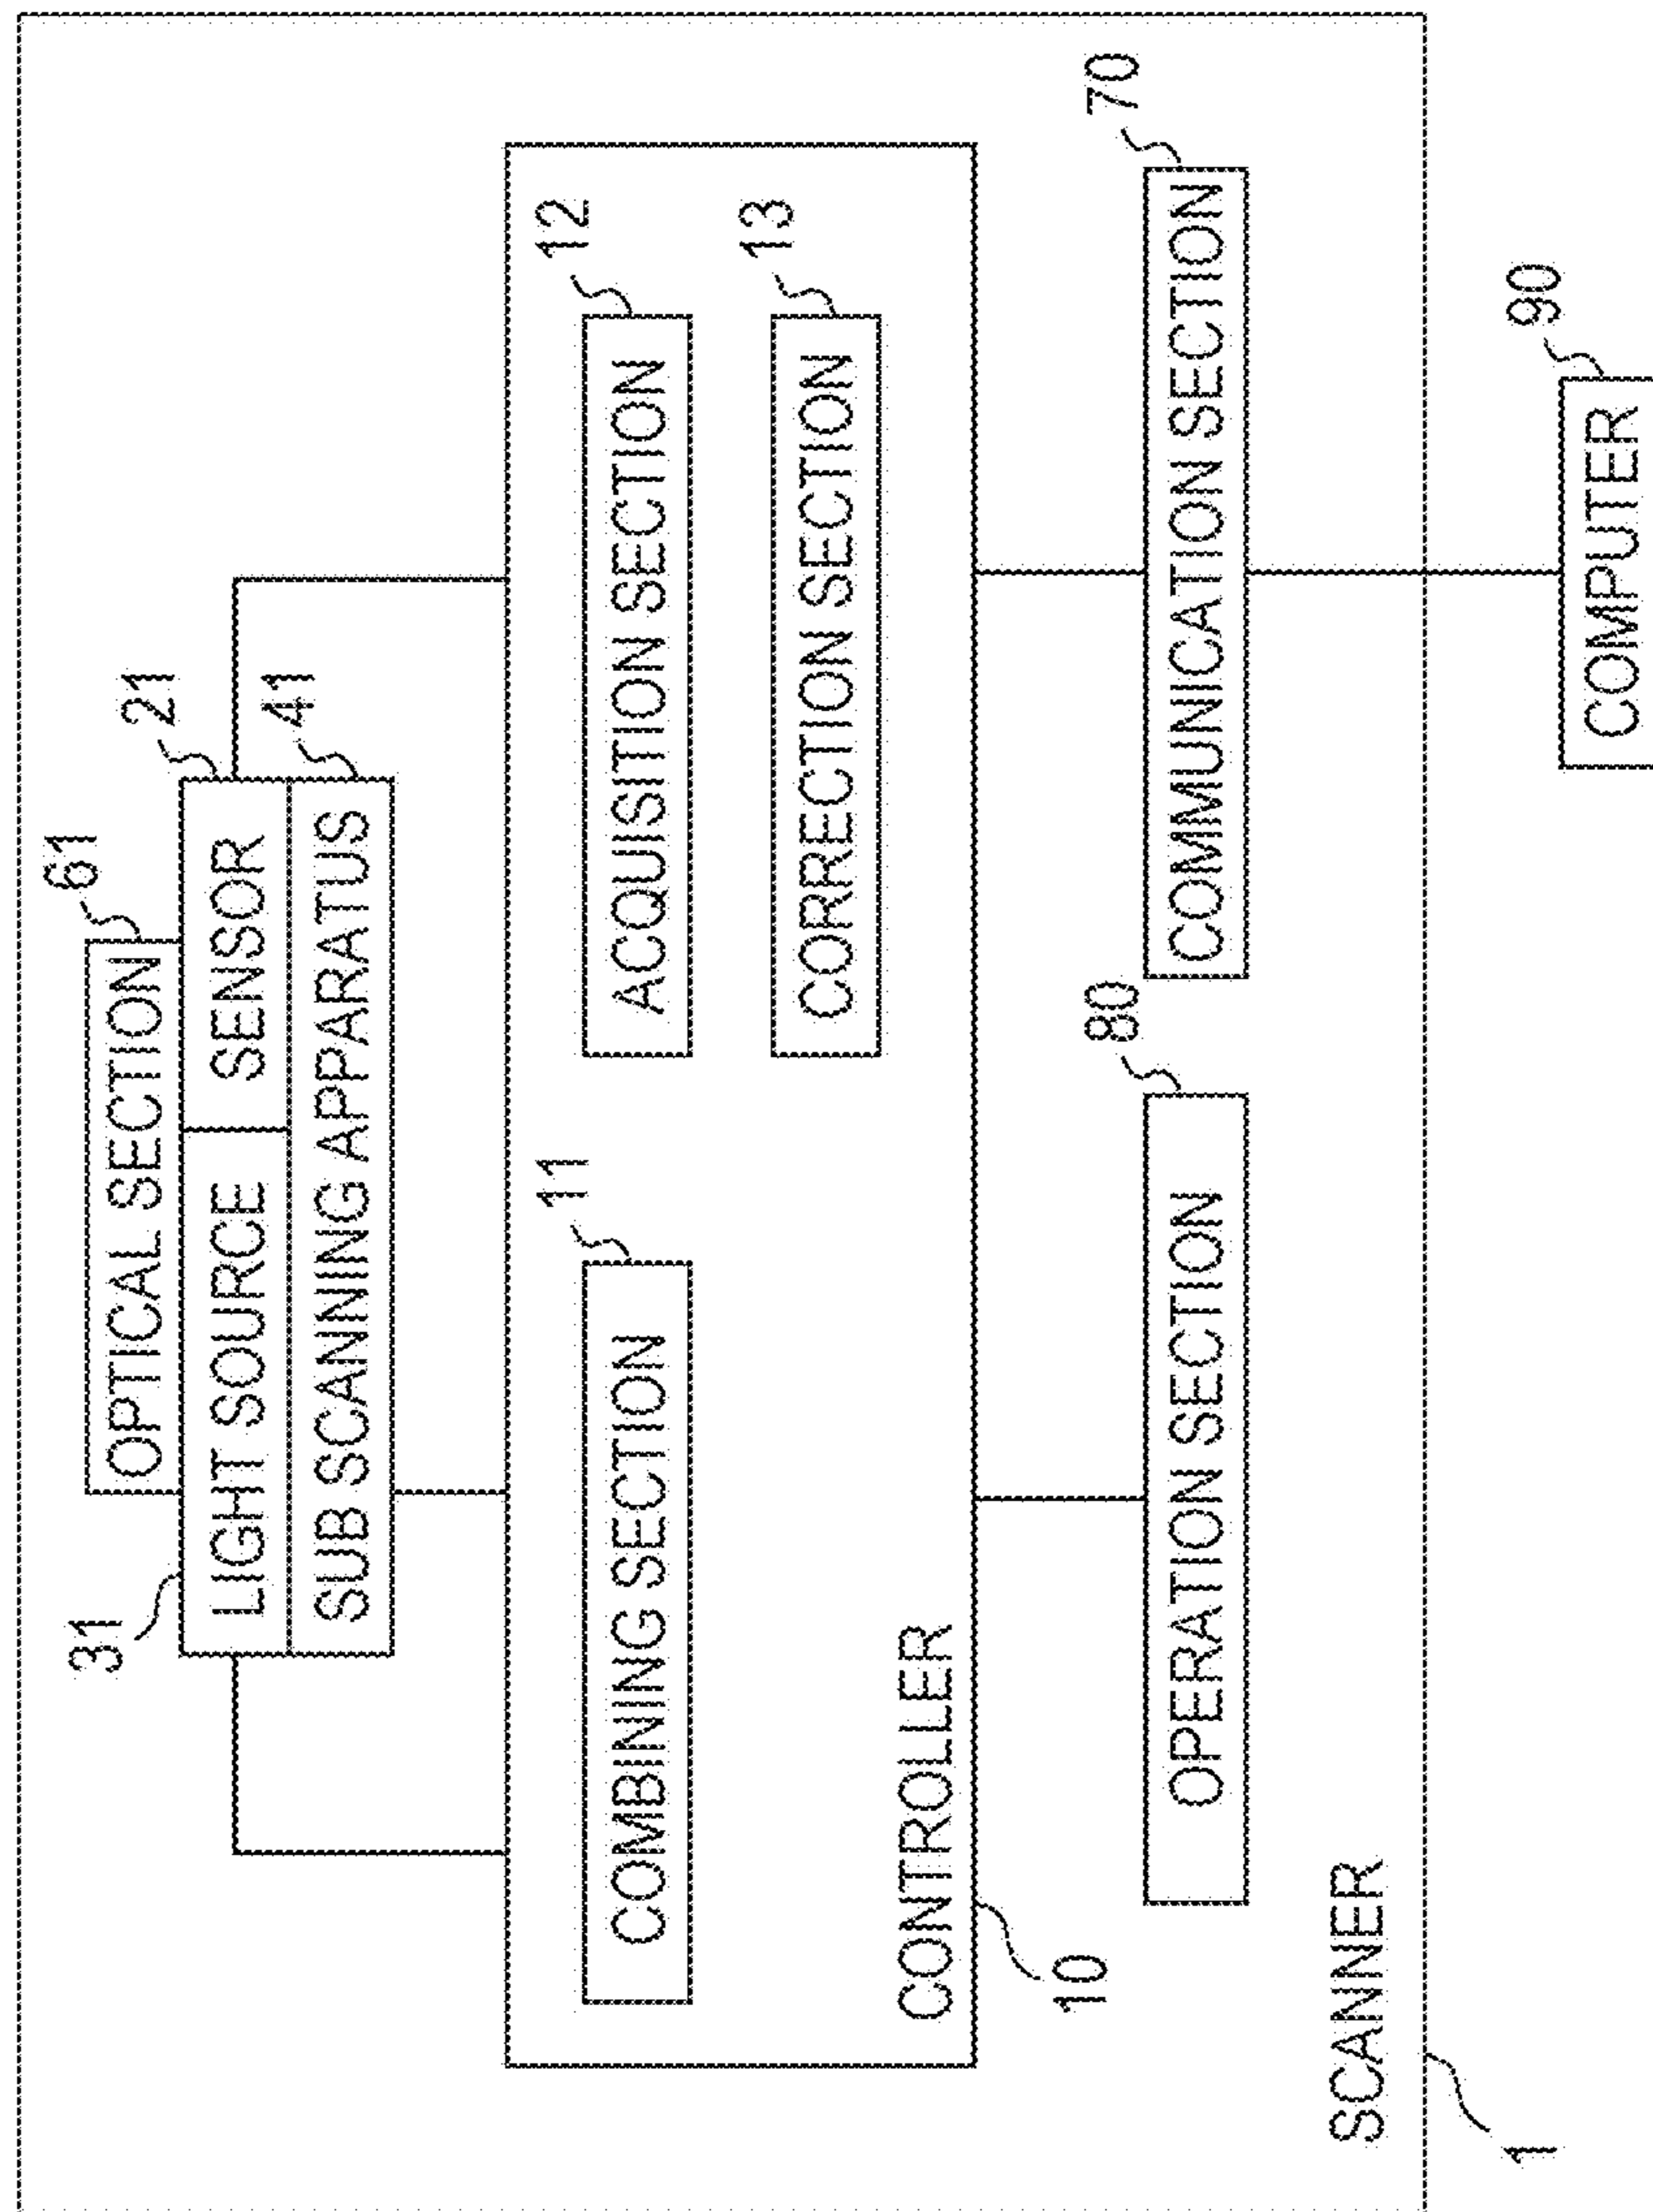 61
OPTICAL SECTION
31
21
LIGHT SOURCE
SENSOR
41
SUB SCANNING APPARATUS
11
12
COMBINING SECTION
ACQUISITION SECTION
13
CORRECTION SECTION
CONTROLLER
10
80
70
OPERATION SECTION
COMMUNICATION SECTION
SCANNER
1
90
COMPUTER